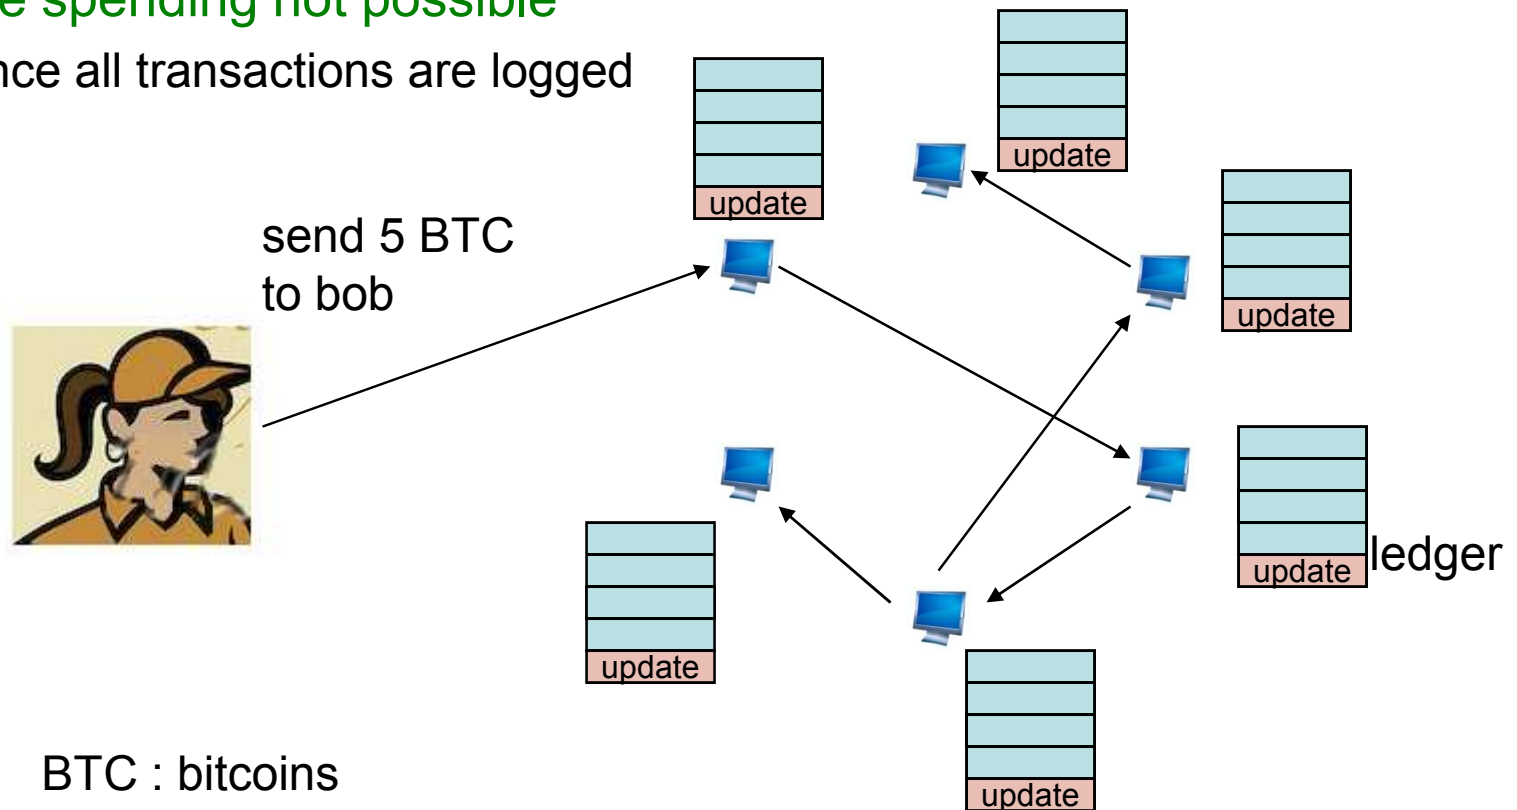 e spending not possible
nce all transactions are logged
update
update
send 5 BTC
to bob
update
update
ledger
update
update
BTC : bitcoins